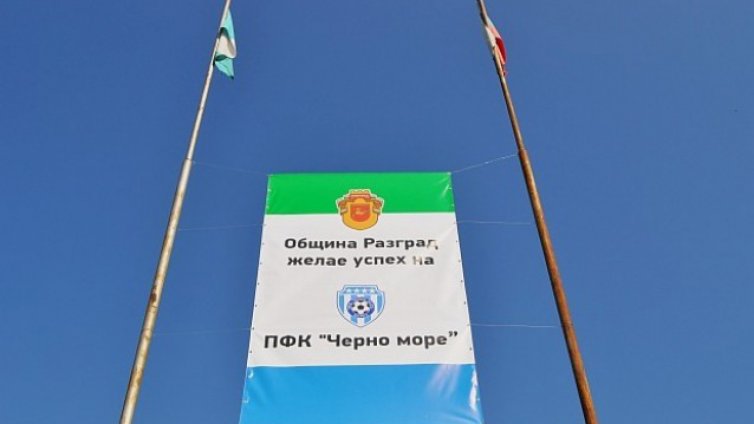 Община Разград
желае успех на
ПФК "Черно море”